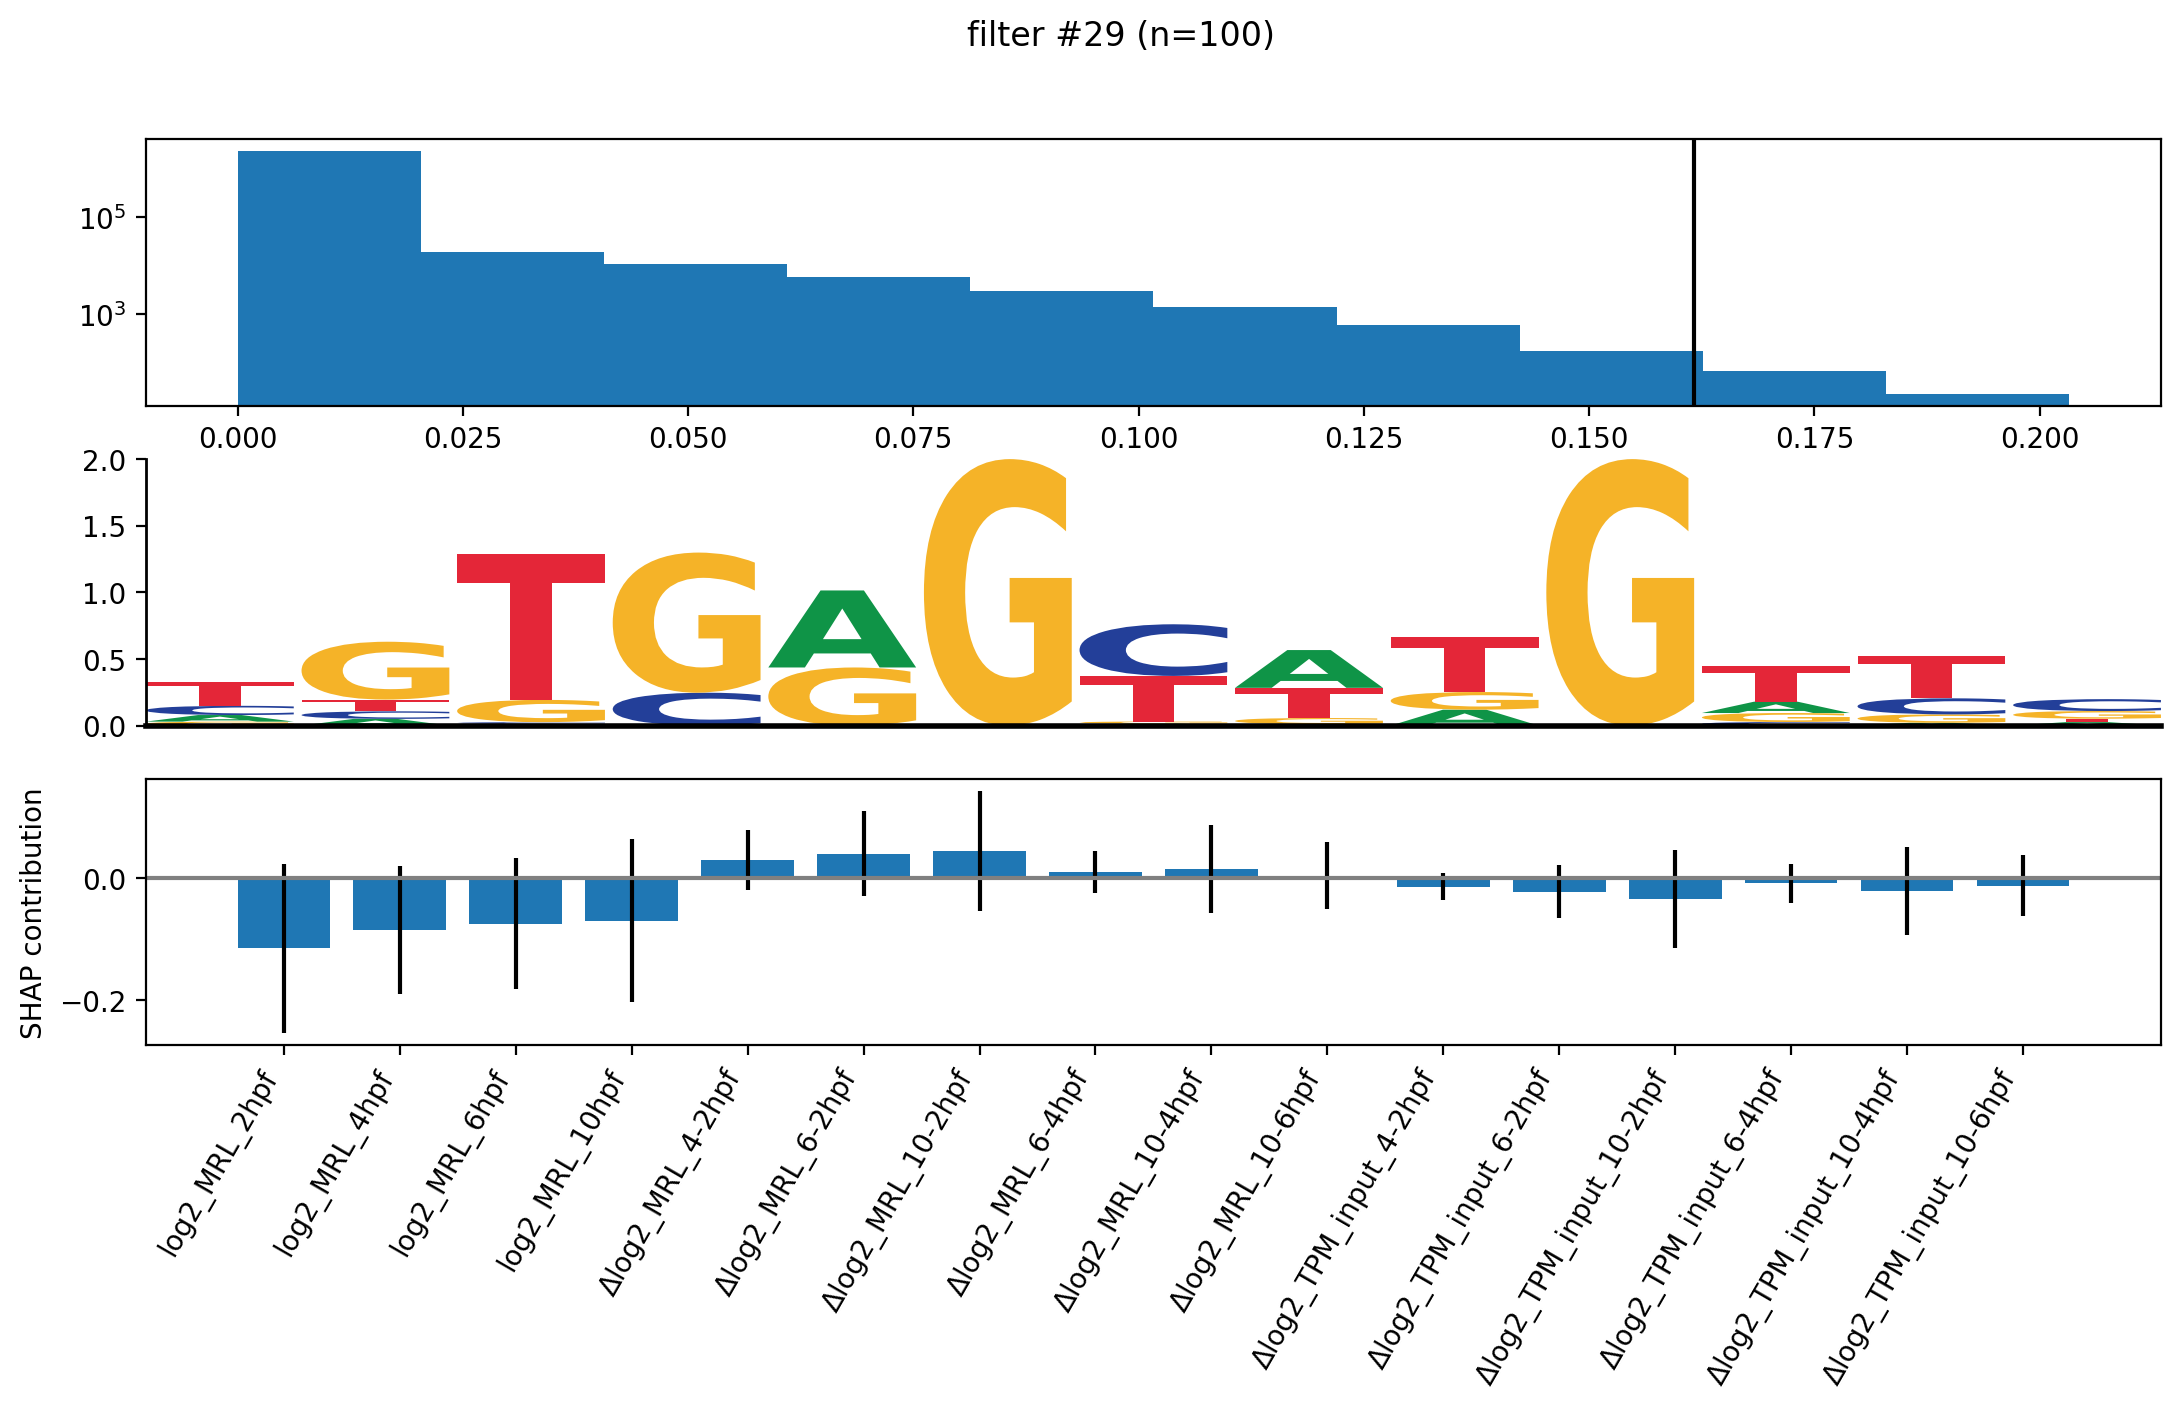 filter #29 (n=100)
10^5
10^3
0.000 0.025 0.050 0.075 0.100 0.125 0.150 0.175 0.200
2.0
1.5
1.0
0.5
0.0
T G T G A G C A T G T T C
C T G C G T T G A C G
A C G G A G C T
G A G A
SHAP contribution
0.0
−0.2
log2_MRL_2hpf
log2_MRL_4hpf
log2_MRL_6hpf
log2_MRL_10hpf
Δlog2_MRL_4-2hpf
Δlog2_MRL_6-2hpf
Δlog2_MRL_10-2hpf
Δlog2_MRL_6-4hpf
Δlog2_MRL_10-4hpf
Δlog2_MRL_10-6hpf
Δlog2_TPM_input_4-2hpf
Δlog2_TPM_input_6-2hpf
Δlog2_TPM_input_10-2hpf
Δlog2_TPM_input_6-4hpf
Δlog2_TPM_input_10-4hpf
Δlog2_TPM_input_10-6hpf